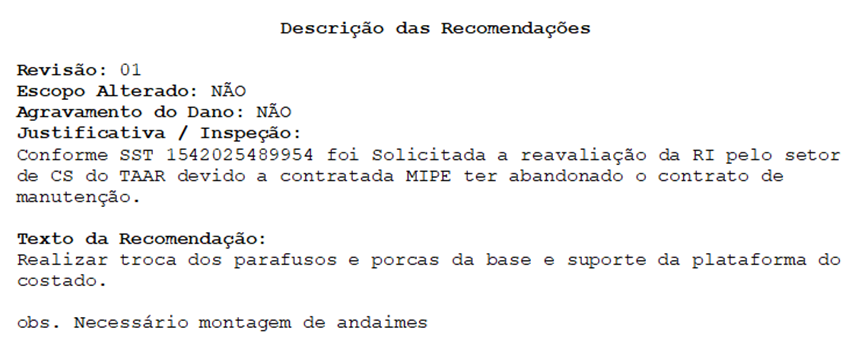 Descrição das Recomendações
Revisão: 01
Escopo Alterado: NÃO
Agravamento do Dano: NÃO
Justificativa / Inspeção:
Conforme SST 1542025489954 foi Solicitada a reavaliação da RI pelo setor
de CS do TAAR devido a contratada MIPE ter abandonado o contrato de
manutenção.
Texto da Recomendação:
Realizar troca dos parafusos e porcas da base e suporte da plataforma do
costado.
obs. Necessário montagem de andaimes